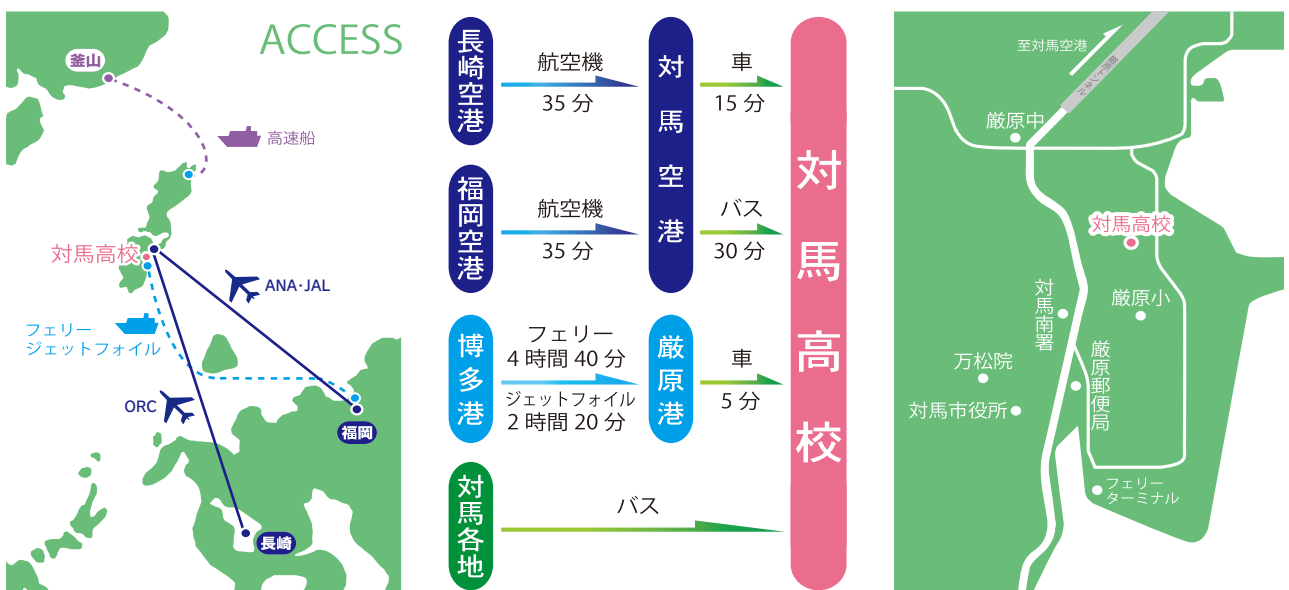 ACCESS
釜山
高速船
対馬高校
ANA・JAL
フェリー
ジェットフォイル
ORC
福岡
長崎
長崎空港
航空機
35 分
福岡空港
航空機
35 分
対馬空港
車
15 分
バス
30 分
博多港
フェリー
4 時間 40 分
ジェットフォイル
2 時間 20 分
厳原港
車
5 分
対馬各地
バス
対馬高校
至対馬空港
厳原トンネル
厳原中
対馬高校
対馬南署
厳原小
厳原郵便局
万松院
対馬市役所
フェリー
ターミナル